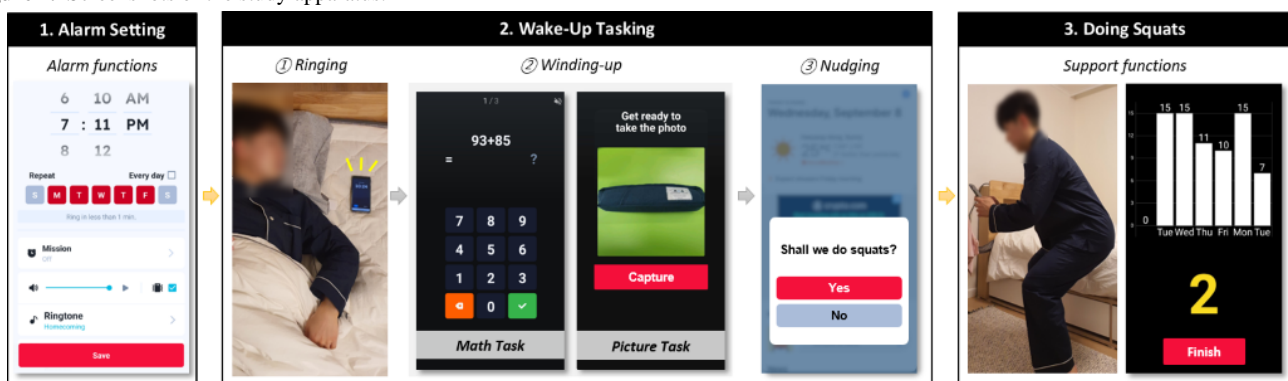 1. Alarm Setting
Alarm functions
6 10 AM
7 : 11 PM
8 12
Repeat Every day
S M T W T F S
Ring in less than 1 min.
Mission
Off
Ringtone
Homecoming
Save
2. Wake-Up Tasking
① Ringing
② Winding-up
1 / 3
93+85
= ?
7 8 9
4 5 6
1 2 3
0
Math Task
Get ready to
take the photo
Capture
Picture Task
③ Nudging
Wednesday, September 8
Shall we do squats?
Yes
No
3. Doing Squats
Support functions
15 15 11 10 15 7
0
Tue Wed Thu Fri Mon Tue
2
Finish